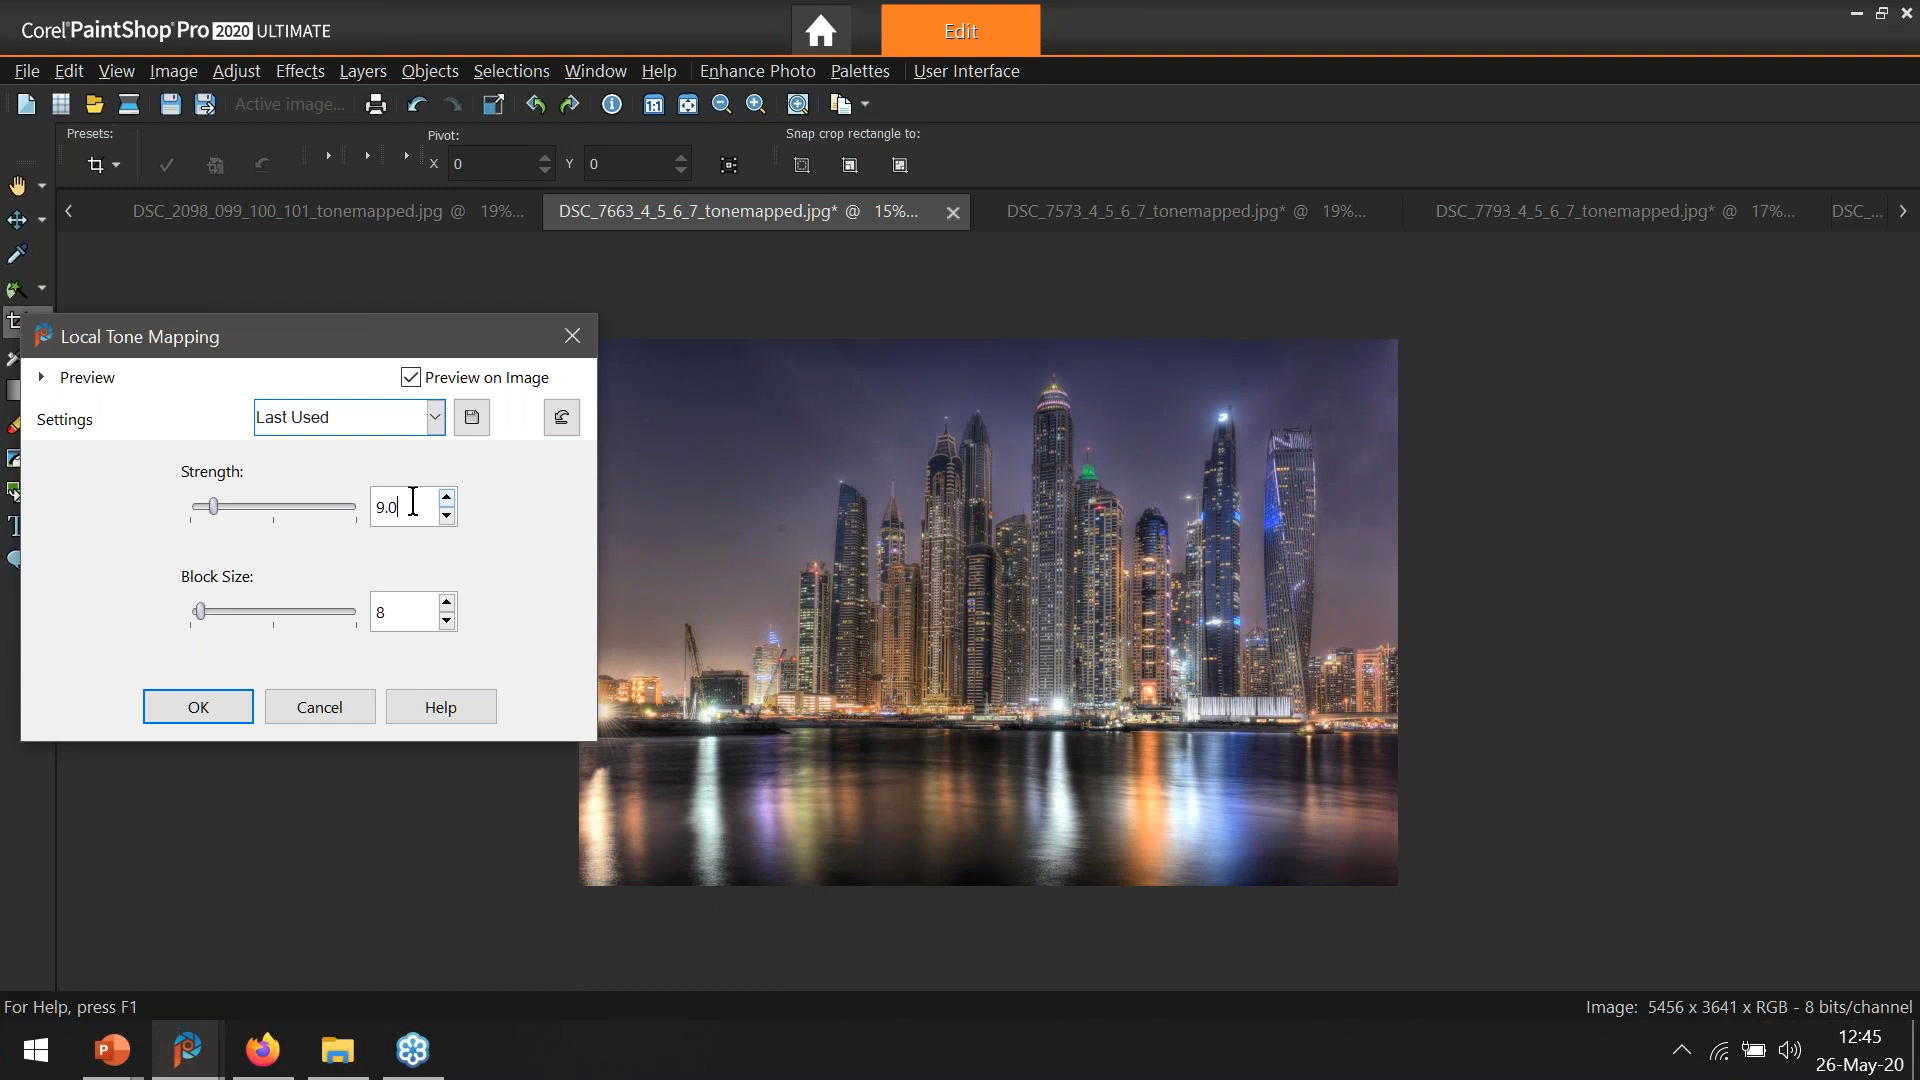 Corel PaintShop Pro 2020 ULTIMATE
Edit
File Edit View Image Adjust Effects Layers Objects Selections Window Help Enhance Photo Palettes User Interface
Active image...
Presets:
Pivot:
Snap crop rectangle to:
X 0 Y 0
DSC_2098_099_100_101_tonemapped.jpg @ 19%...
DSC_7663_4_5_6_7_tonemapped.jpg* @ 15%...
DSC_7573_4_5_6_7_tonemapped.jpg* @ 19%...
DSC_7793_4_5_6_7_tonemapped.jpg* @ 17%...
DSC_...
Local Tone Mapping
Preview
Preview on Image
Settings
Last Used
Strength:
9.0
Block Size:
8
OK
Cancel
Help
For Help, press F1
Image: 5456 x 3641 x RGB - 8 bits/channel
12:45
26-May-20